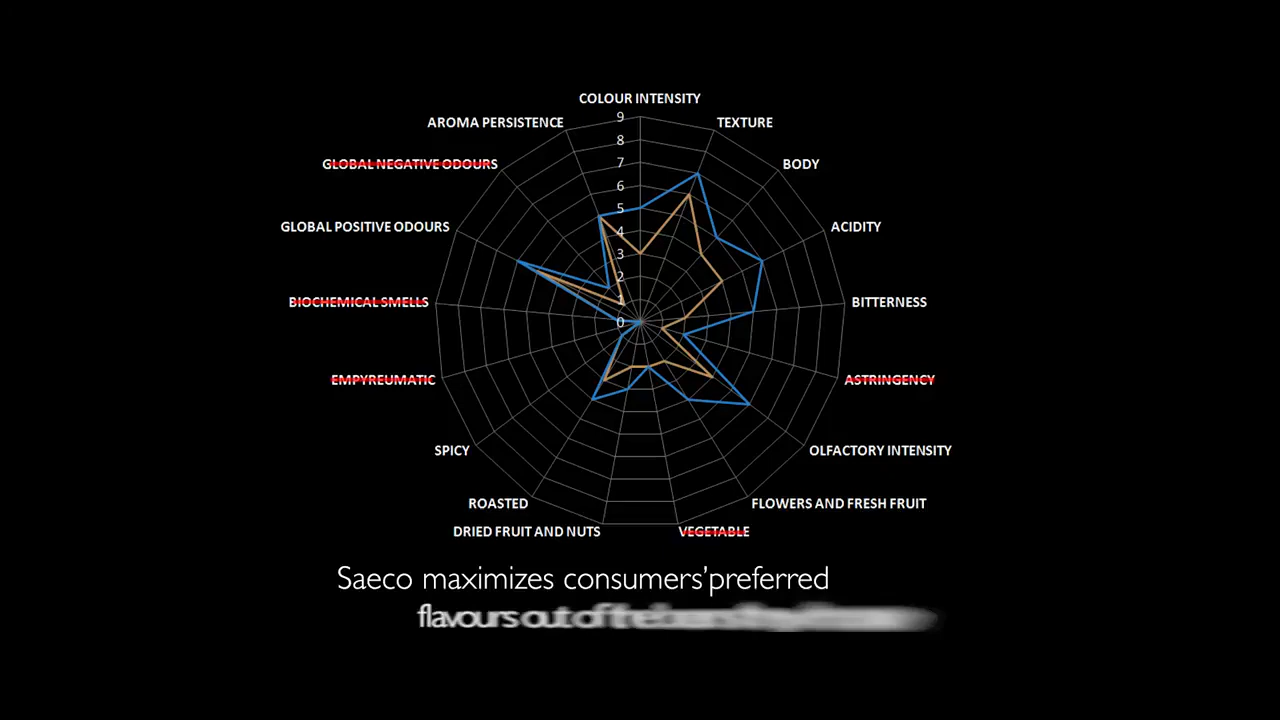 COLOUR INTENSITY
AROMA PERSISTENCE
TEXTURE
GLOBAL NEGATIVE ODOURS
BODY
GLOBAL POSITIVE ODOURS
ACIDITY
BIOCHEMICAL SMELLS
BITTERNESS
EMPYREUMATIC
ASTRINGENCY
SPICY
OLFACTORY INTENSITY
ROASTED
FLOWERS AND FRESH FRUIT
DRIED FRUIT AND NUTS
VEGETABLE
9
8
7
6
5
4
3
2
1
0
Saeco maximizes consumers'preferred
flavours out of